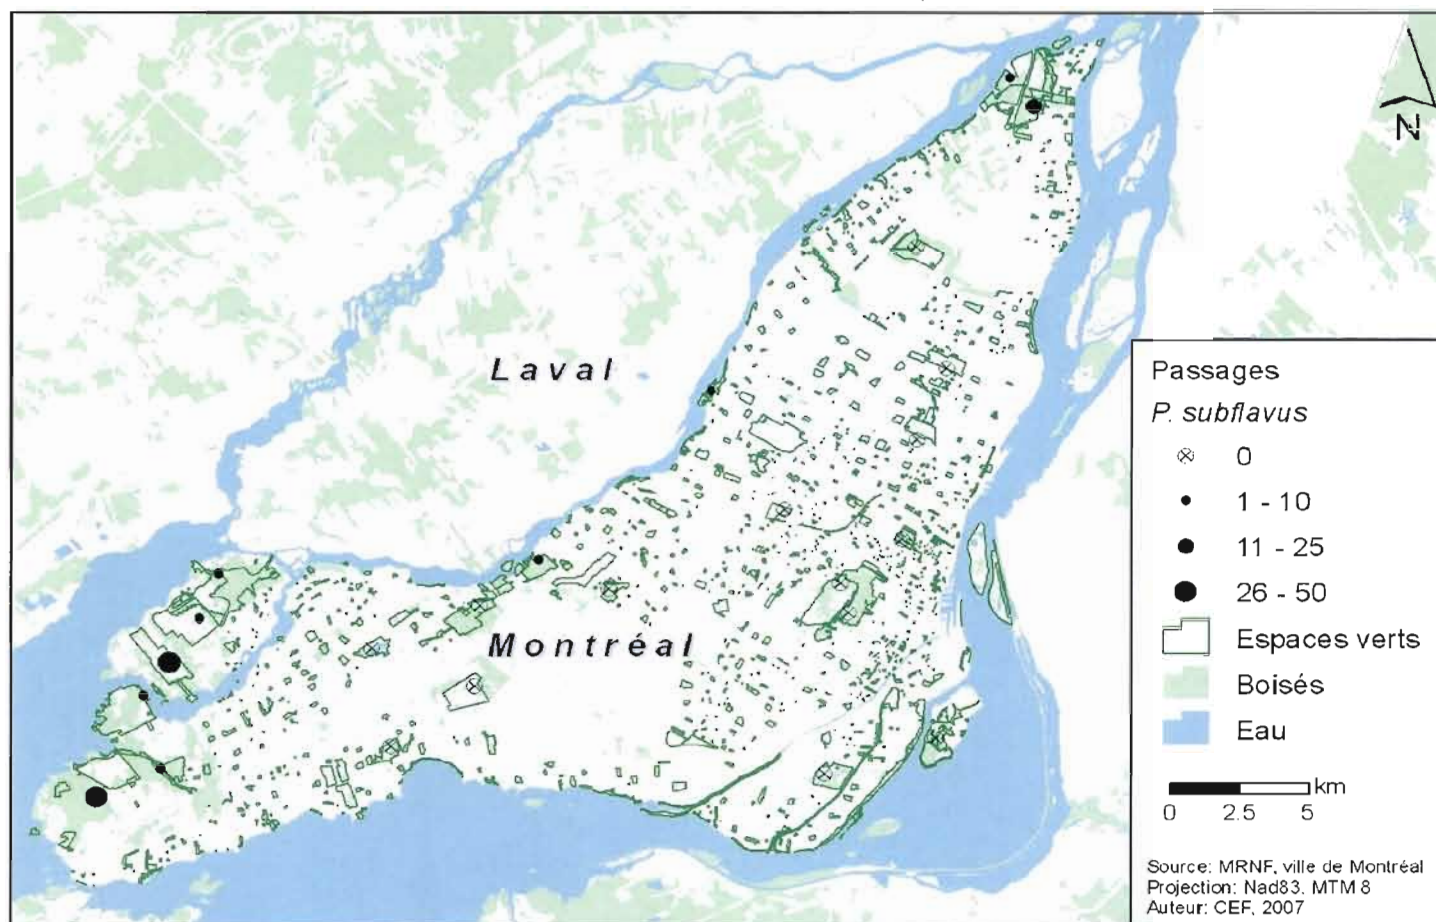 N
Laval
Montréal
Passages
P. subflavus
0
1 - 10
11 - 25
26 - 50
Espaces verts
Boisés
Eau
km
0 2.5 5
Source: MRNF, ville de Montréal
Projection: Nad83, MTM 8
Auteur: CEF, 2007